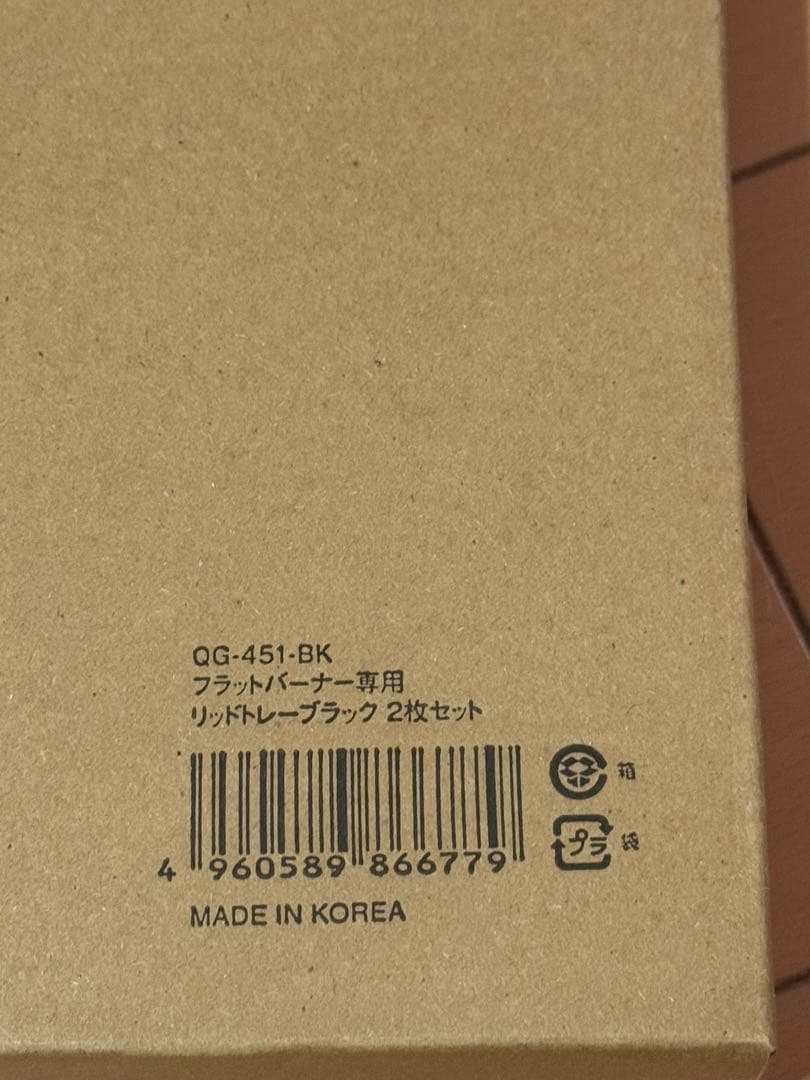 QG-451-BK
フラットバーナー専用
リッドトレーブラック 2枚セット
箱
プラ 袋
4 960589 866779
MADE IN KOREA